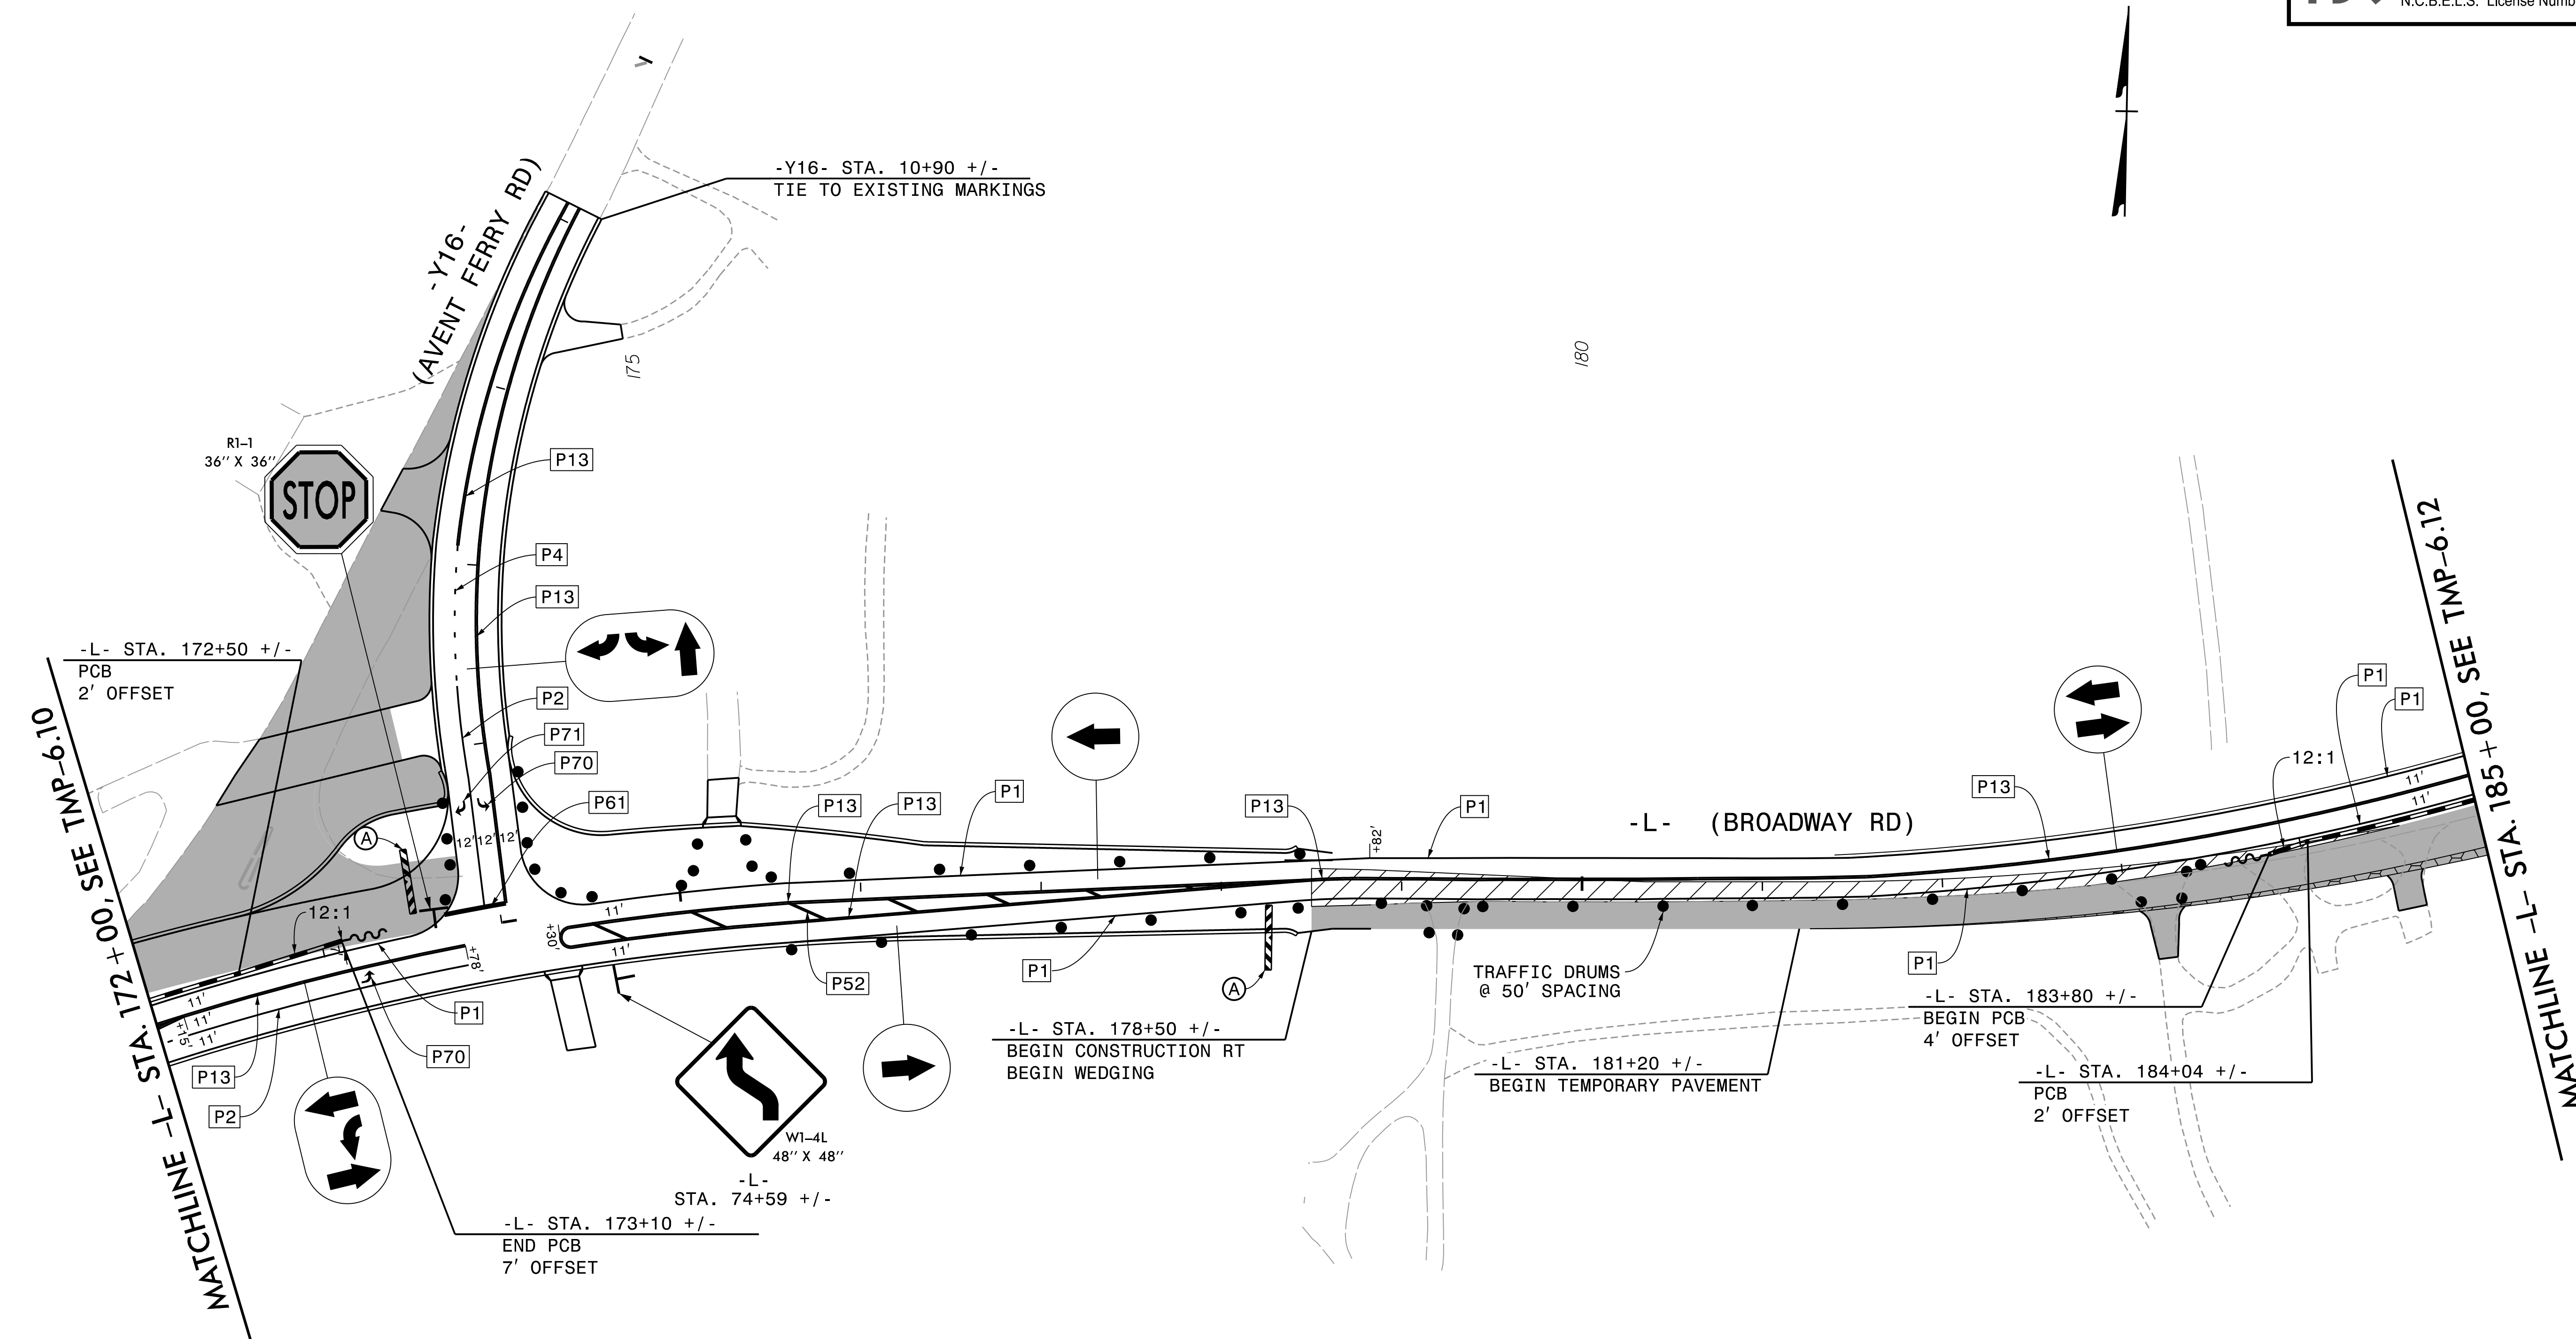 N.C.B.E.L.S. License Numb
-Y16- STA. 10+90 +/-
TIE TO EXISTING MARKINGS
-Y16-
(AVENT FERRY RD)
175
180
R1-1
36" X 36"
STOP
P13
P4
P13
-L- STA. 172+50 +/-
PCB
2' OFFSET
P2
P71
P70
P61
A
12' 12' 12'
P13
P13
P1
P13
+82'
P1
-L- (BROADWAY RD)
P13
12:1
P1
P1
11'
11'
MATCHLINE -L- STA. 172+00, SEE TMP-6.10
MATCHLINE -L- STA. 185+00, SEE TMP-6.12
12:1
7'
+78'
+30'
11'
11'
11'
11'
11'
+15'
P1
P70
P13
P2
P52
P1
A
TRAFFIC DRUMS
@ 50' SPACING
P1
-L- STA. 178+50 +/-
BEGIN CONSTRUCTION RT
BEGIN WEDGING
-L- STA. 181+20 +/-
BEGIN TEMPORARY PAVEMENT
-L- STA. 183+80 +/-
BEGIN PCB
4' OFFSET
-L- STA. 184+04 +/-
PCB
2' OFFSET
W1-4L
48" X 48"
-L-
STA. 74+59 +/-
-L- STA. 173+10 +/-
END PCB
7' OFFSET